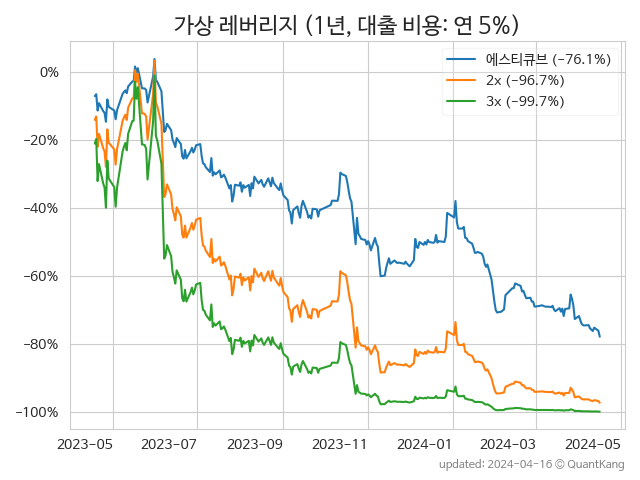 가상 레버리지 (1년, 대출 비용: 연 5%)
에스티큐브 (−76.1%)
2x (−96.7%)
3x (−99.7%)
0%
−20%
−40%
−60%
−80%
−100%
2023-05 2023-07 2023-09 2023-11 2024-01 2024-03 2024-05
updated: 2024-04-16 © QuantKang